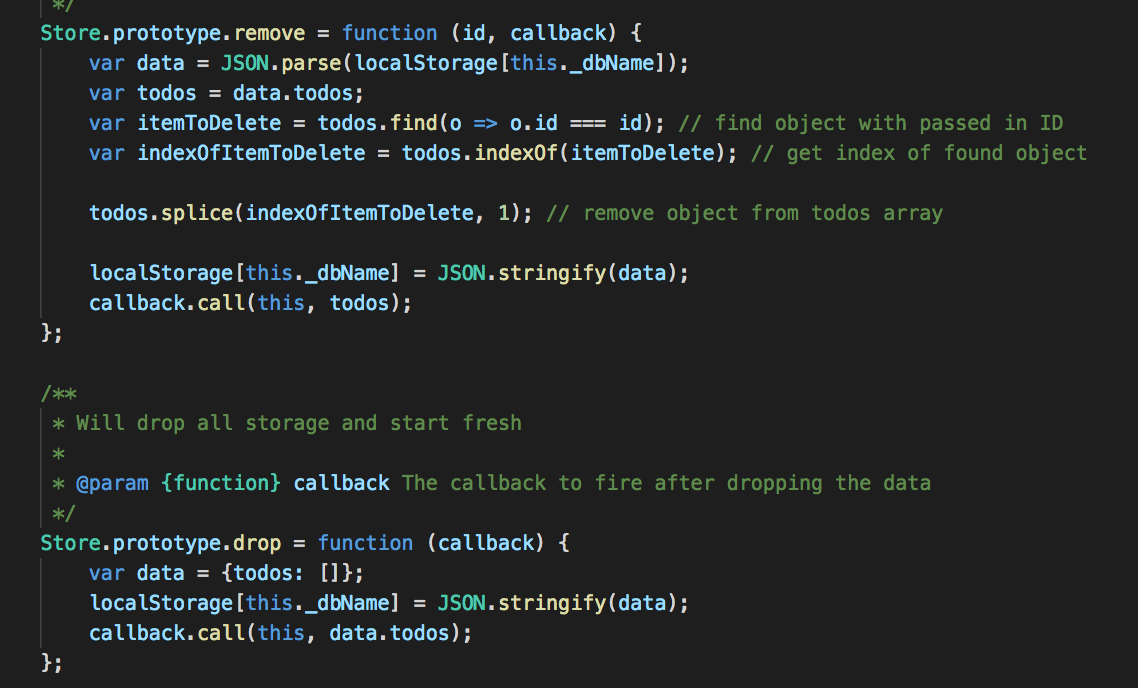 */
Store.prototype.remove = function (id, callback) {
var data = JSON.parse(localStorage[this._dbName]);
var todos = data.todos;
var itemToDelete = todos.find(o => o.id === id); // find object with passed in ID
var indexOfItemToDelete = todos.indexOf(itemToDelete); // get index of found object
todos.splice(indexOfItemToDelete, 1); // remove object from todos array
localStorage[this._dbName] = JSON.stringify(data);
callback.call(this, todos);
};
/**
* Will drop all storage and start fresh
*
* @param {function} callback The callback to fire after dropping the data
*/
Store.prototype.drop = function (callback) {
var data = {todos: []};
localStorage[this._dbName] = JSON.stringify(data);
callback.call(this, data.todos);
};